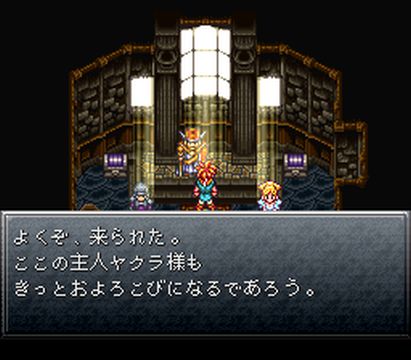 よくぞ、来られた。
ここの主人ヤクラ様も
きっとおよろこびになるであろう。